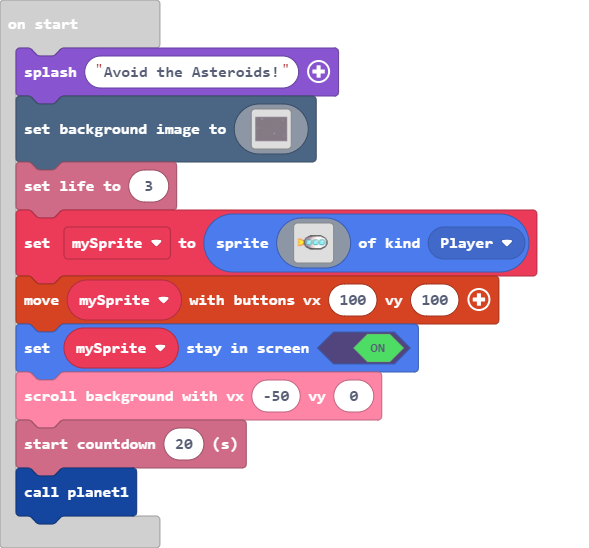 on start
splash "Avoid the Asteroids!"
set background image to
set life to 3
set mySprite to sprite of kind Player
move mySprite with buttons vx 100 vy 100
set mySprite stay in screen ON
scroll background with vx -50 vy 0
start countdown 20 (s)
call planet1